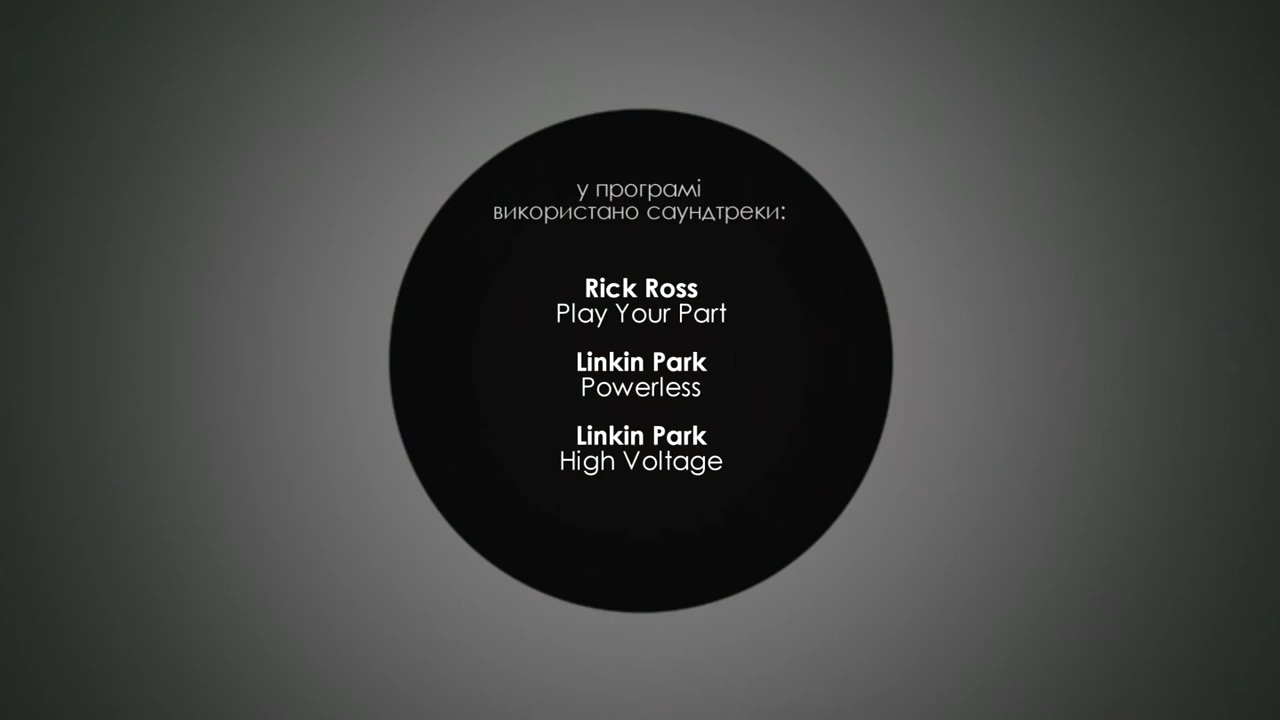 у програмі
використано саундтреки:
Rick Ross
Play Your Part
Linkin Park
Powerless
Linkin Park
High Voltage